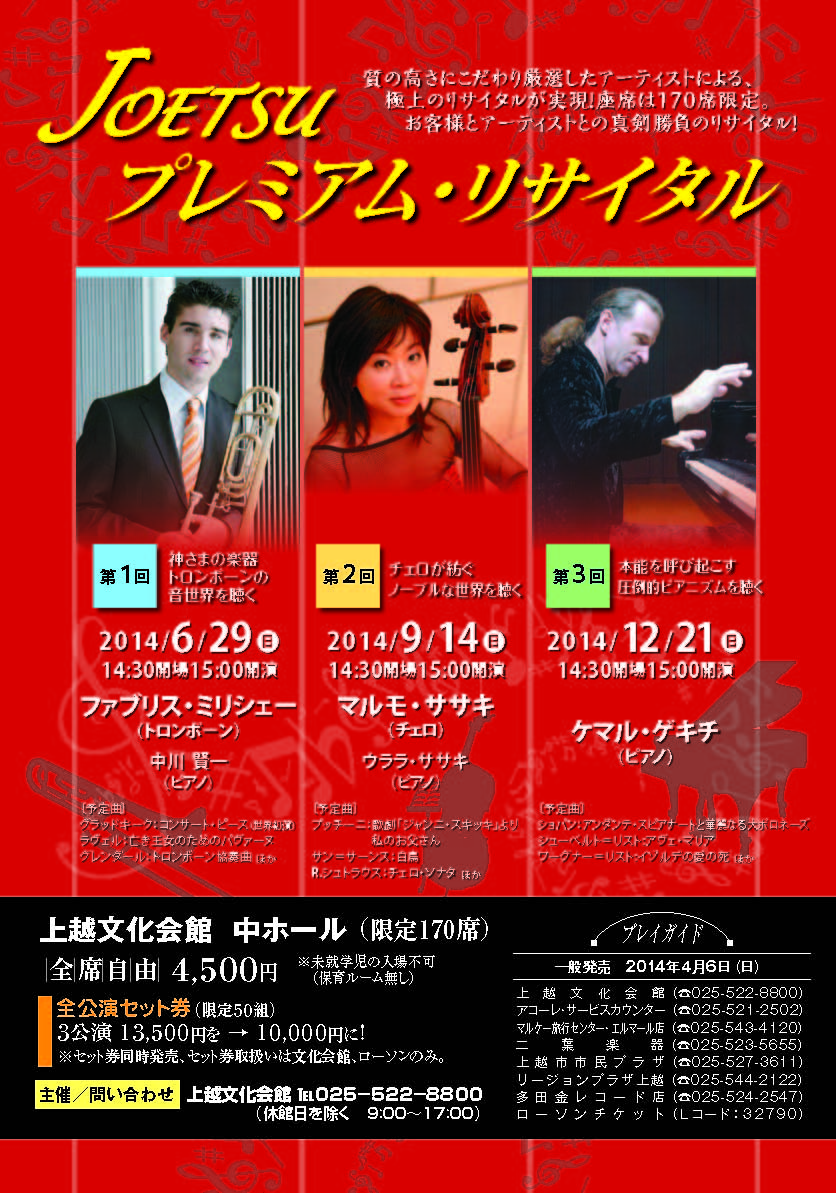 JOETSU
質の高さにこだわり厳選したアーティストによる、
極上のリサイタルが実現!座席は170席限定。
お客様とアーティストとの真剣勝負のリサイタル!
プレミアム・リサイタル
第1回
神さまの楽器
トロンボーンの
音世界を聴く
2014/6/29㊐
14:30開場15:00開演
ファブリス・ミリシェー
(トロンボーン)
中川 賢一
(ピアノ)
[予定曲]
グラッドキーク:コンサート・ピース(世界初演)
ラヴェル:亡き王女のためのパヴァーヌ
グレンダール:トロンボーン協奏曲 ほか
第2回
チェロが紡ぐ
ノーブルな世界を聴く
2014/9/14㊐
14:30開場15:00開演
マルモ・ササキ
(チェロ)
ウララ・ササキ
(ピアノ)
[予定曲]
プッチーニ:歌劇「ジャンニ・スキッキ」より
私のお父さん
サン=サーンス:白鳥
R.シュトラウス:チェロ・ソナタ ほか
第3回
本能を呼び起こす
圧倒的ピアニズムを聴く
2014/12/21㊐
14:30開場15:00開演
ケマル・ゲキチ
(ピアノ)
[予定曲]
ショパン:アンダンテ・スピアナートと華麗なる大ポロネーズ
シューベルト=リスト:アヴェ・マリア
ワーグナー=リスト:イゾルデの愛の死 ほか
上越文化会館 中ホール(限定170席)
|全|席|自|由| 4,500円 ※未就学児の入場不可
(保育ルーム無し)
全公演セット券(限定50組)
3公演 13,500円を → 10,000円に!
※セット券同時発売、セット券取扱いは文化会館、ローソンのみ。
主催/問い合わせ 上越文化会館 TEL025-522-8800
(休館日を除く 9:00~17:00)
プレイガイド
一般発売 2014年4月6日(日)
上越文化会館(☎025-522-8800)
アコーレ・サービスカウンター(☎025-521-2502)
マルケー旅行センター・エルマール店(☎025-543-4120)
二葉楽器(☎025-523-5655)
上越市市民プラザ(☎025-527-3611)
リージョンプラザ上越(☎025-544-2122)
多田金レコード店(☎025-524-2547)
ローソンチケット(Lコード:32790)